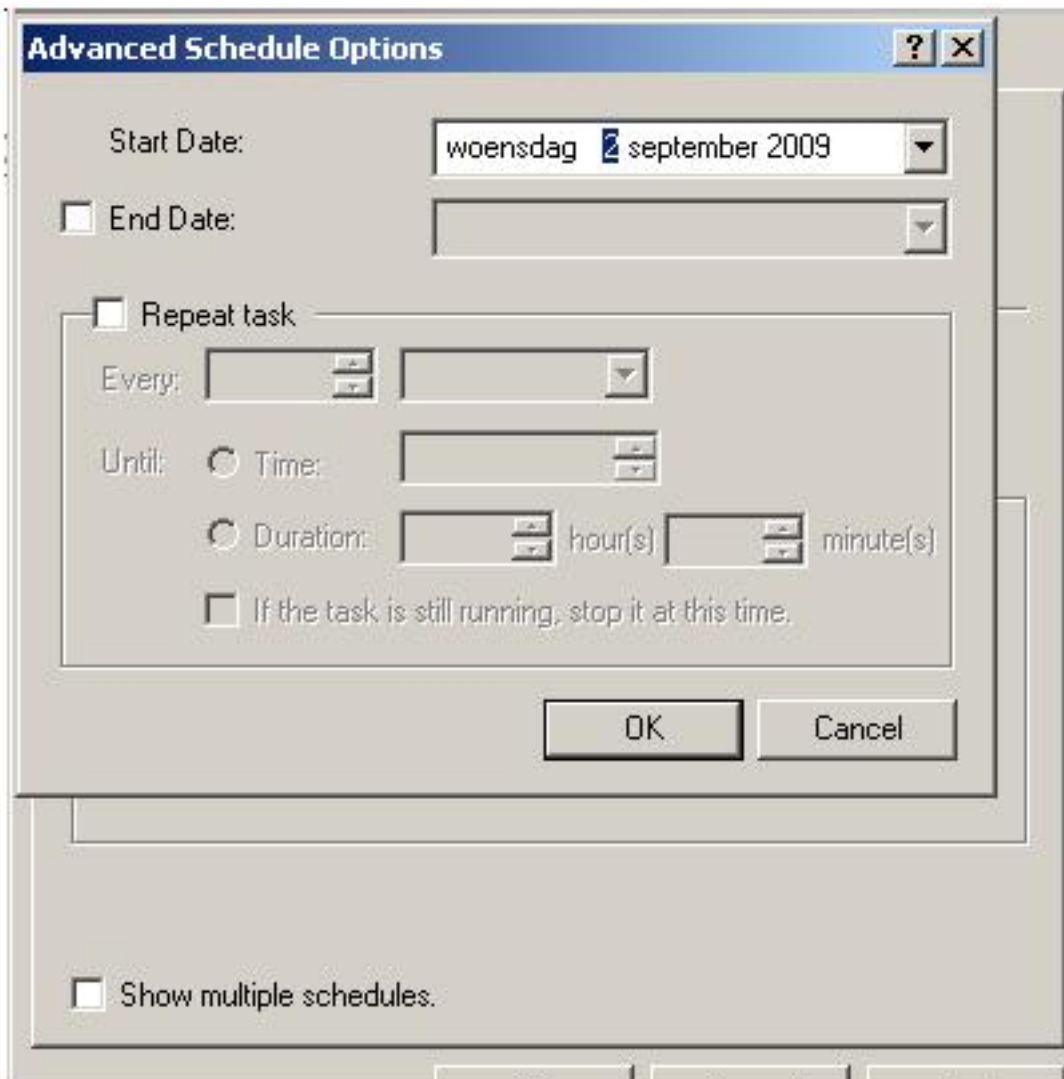 Advanced Schedule Options
Start Date: woensdag 2 september 2009
End Date:
Repeat task
Every:
Until: Time:
Duration: hour(s) minute(s)
If the task is still running, stop it at this time.
OK Cancel
Show multiple schedules.